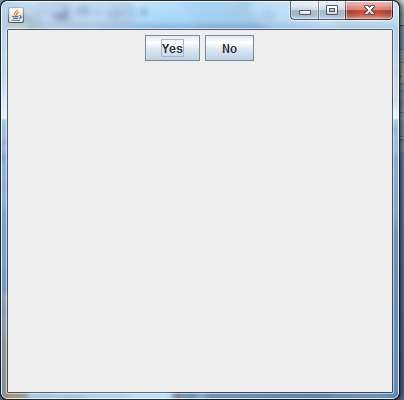 Yes No